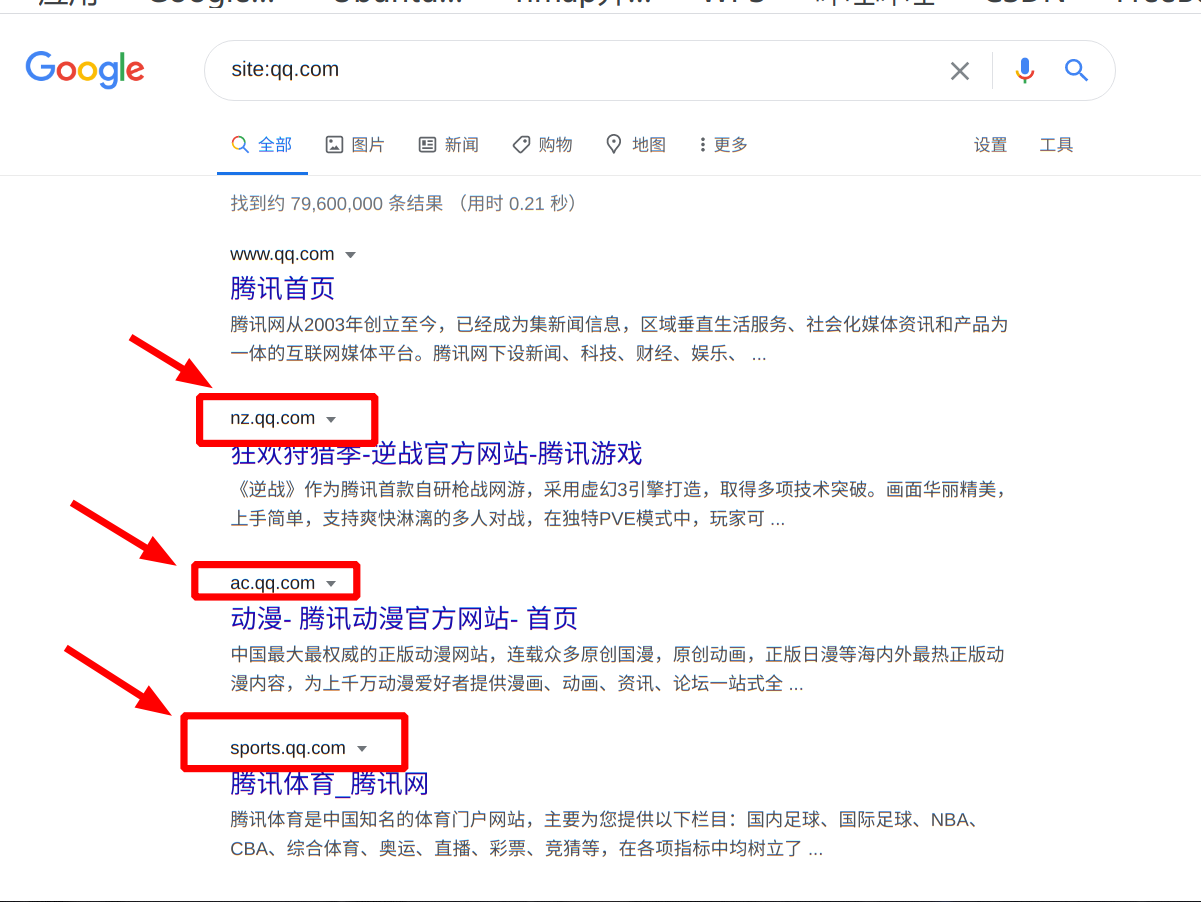 Google
site:qq.com
全部 图片 新闻 购物 地图 更多 设置 工具
找到约 79,600,000 条结果 （用时 0.21 秒）
www.qq.com
腾讯首页
腾讯网从2003年创立至今，已经成为集新闻信息，区域垂直生活服务、社会化媒体资讯和产品为
一体的互联网媒体平台。腾讯网下设新闻、科技、财经、娱乐、 ...
nz.qq.com
狂欢狩猎季-逆战官方网站-腾讯游戏
《逆战》作为腾讯首款自研枪战网游，采用虚幻3引擎打造，取得多项技术突破。画面华丽精美，
上手简单，支持爽快淋漓的多人对战，在独特PVE模式中，玩家可 ...
ac.qq.com
动漫- 腾讯动漫官方网站- 首页
中国最大最权威的正版动漫网站，连载众多原创国漫，原创动画，正版日漫等海内外最热正版动
漫内容，为上千万动漫爱好者提供漫画、动画、资讯、论坛一站式全 ...
sports.qq.com
腾讯体育_腾讯网
腾讯体育是中国知名的体育门户网站，主要为您提供以下栏目：国内足球、国际足球、NBA、
CBA、综合体育、奥运、直播、彩票、竞猜等，在各项指标中均树立了 ...